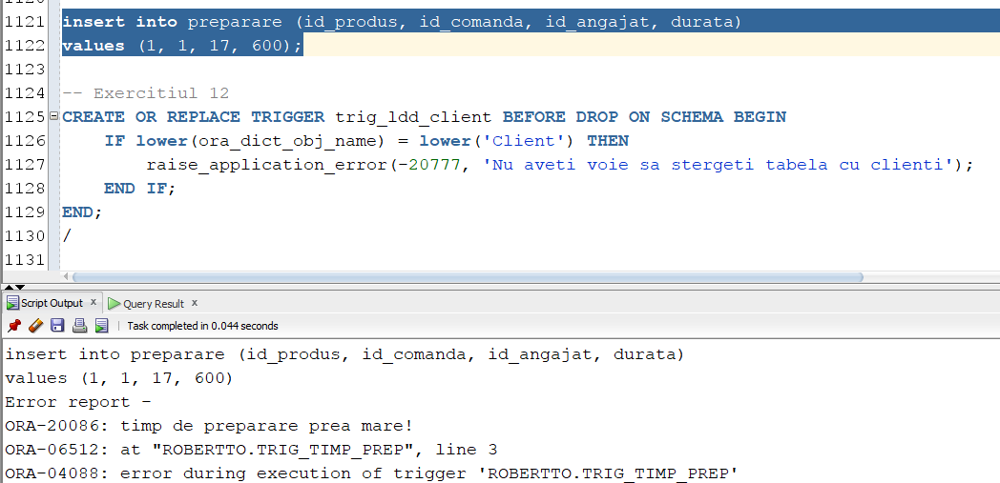 1121 insert into preparare (id_produs, id_comanda, id_angajat, durata)
1122 values (1, 1, 17, 600);
1123
1124 -- Exercitiul 12
1125 CREATE OR REPLACE TRIGGER trig_ldd_client BEFORE DROP ON SCHEMA BEGIN
1126 IF lower(ora_dict_obj_name) = lower('Client') THEN
1127 raise_application_error(-20777, 'Nu aveti voie sa stergeti tabela cu clienti');
1128 END IF;
1129 END;
1130 /
1131
Script Output x Query Result x
Task completed in 0.044 seconds
insert into preparare (id_produs, id_comanda, id_angajat, durata)
values (1, 1, 17, 600)
Error report -
ORA-20086: timp de preparare prea mare!
ORA-06512: at "ROBERTTO.TRIG_TIMP_PREP", line 3
ORA-04088: error during execution of trigger 'ROBERTTO.TRIG_TIMP_PREP'